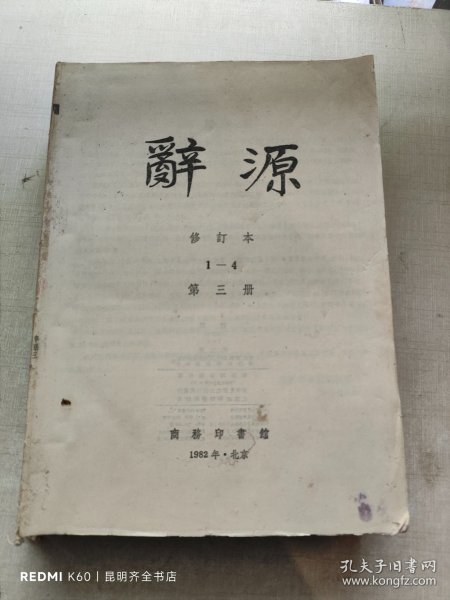 辭源
修訂本
1—4
第三册
商務印書館
1982年·北京
REDMI K60 | 昆明齐全书店
孔夫子旧书网
www.kongfz.com